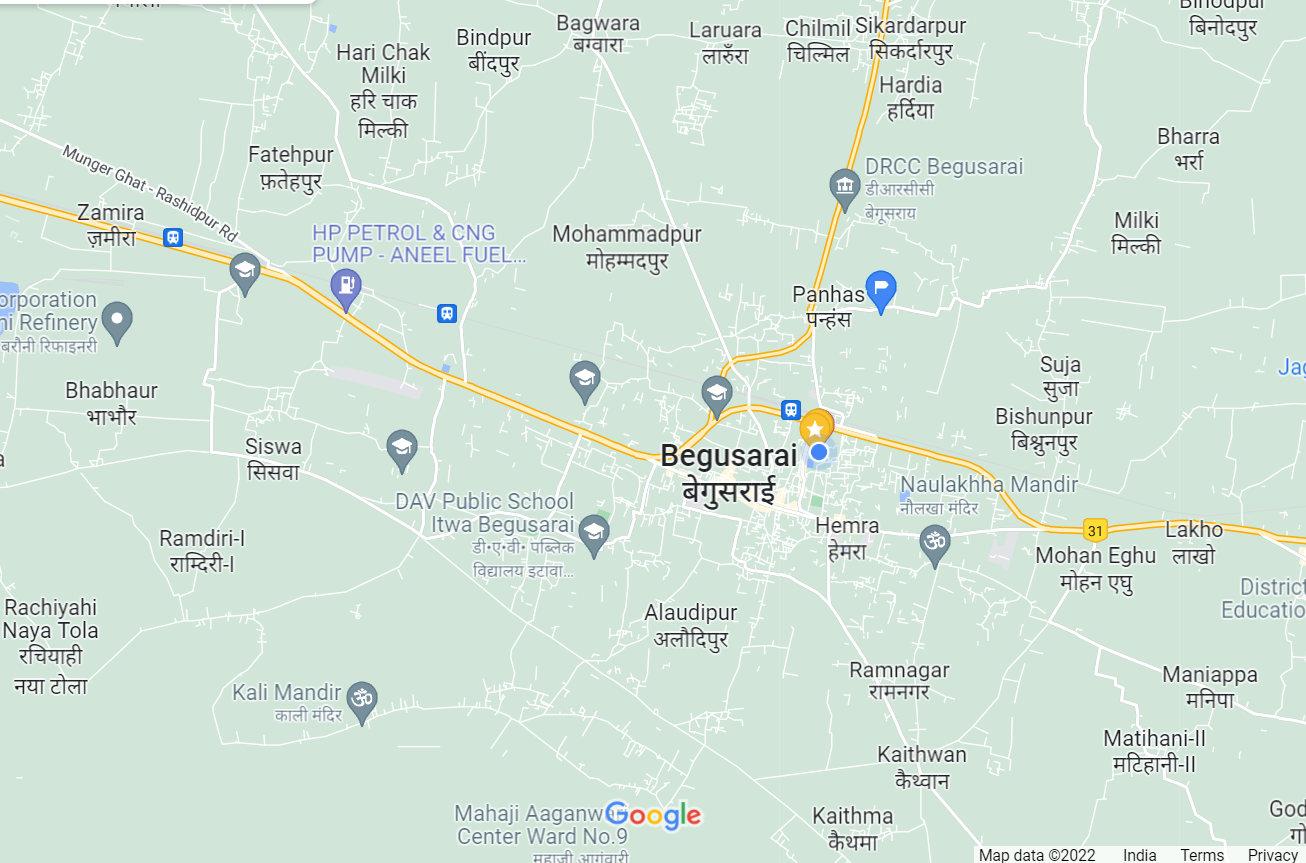 Bagwara
बग्वारा
Laruara
लारुँरा
Chilmil
चिल्मिल
Sikardarpur
सिकर्दारपुर
बिनोदपुर
Bindpur
बींदपुर
Hari Chak
Milki
हरि चाक
मिल्की
Hardia
हर्दिया
Bharra
भर्रा
Munger Ghat - Rashidpur Rd
Fatehpur
फ़तेहपुर
DRCC Begusarai
डीआरसीसी
बेगूसराय
Zamira
ज़मीरा
Milki
मिल्की
HP PETROL & CNG
PUMP - ANEEL FUEL...
Mohammadpur
मोहम्मदपुर
Panhas
पन्हंस
orporation
ni Refinery
बरौनी रिफाइनरी
Suja
सुजा
Bhabhaur
भाभौर
Bishunpur
बिश्नुनपुर
Siswa
सिसवा
Begusarai
बेगुसराई
Naulakhha Mandir
नौलखा मंदिर
DAV Public School
Itwa Begusarai
डी॰ए॰वी॰ पब्लिक
विद्यालय इटावा...
Hemra
हेमरा
31
Lakho
लाखो
Ramdiri-I
राम्दिरी-I
Mohan Eghu
मोहन एघु
District
Educatio
Rachiyahi
Naya Tola
रचियाही
नया टोला
Alaudipur
अलौदिपुर
Ramnagar
रामनगर
Maniappa
मनिपा
Kali Mandir
काली मंदिर
Matihani-II
मटिहानी-II
Kaithwan
कैथ्वान
Mahaji Aaganw
Center Ward No.9
महाजी आगंवारी
Google
Kaithma
कैथमा
God
गो
Map data ©2022 India Terms Privacy